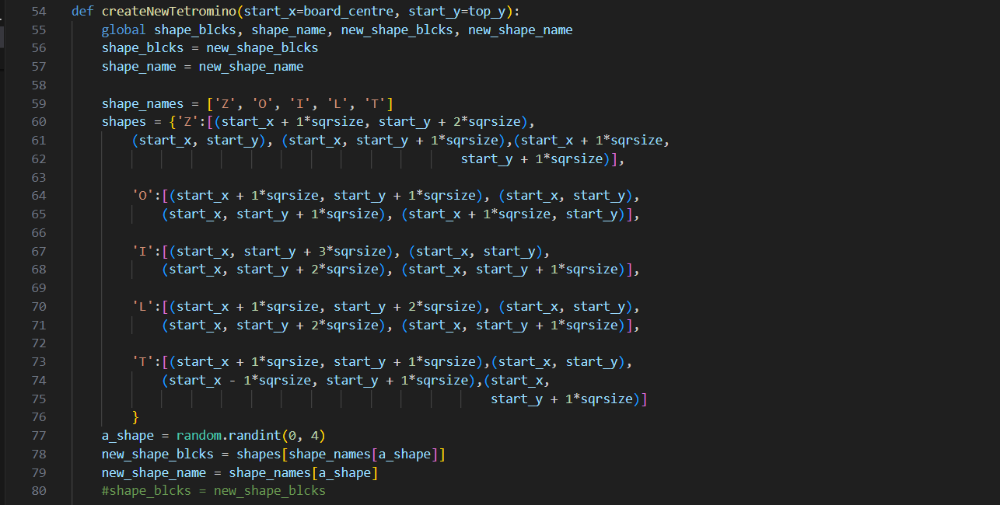 54 def createNewTetromino(start_x=board_centre, start_y=top_y):
55     global shape_blcks, shape_name, new_shape_blcks, new_shape_name
56     shape_blcks = new_shape_blcks
57     shape_name = new_shape_name
58
59     shape_names = ['Z', 'O', 'I', 'L', 'T']
60     shapes = {'Z':[(start_x + 1*sqrsize, start_y + 2*sqrsize),
61         (start_x, start_y), (start_x, start_y + 1*sqrsize),(start_x + 1*sqrsize,
62                                                     start_y + 1*sqrsize)],
63
64         'O':[(start_x + 1*sqrsize, start_y + 1*sqrsize), (start_x, start_y),
65             (start_x, start_y + 1*sqrsize), (start_x + 1*sqrsize, start_y)],
66
67         'I':[(start_x, start_y + 3*sqrsize), (start_x, start_y),
68             (start_x, start_y + 2*sqrsize), (start_x, start_y + 1*sqrsize)],
69
70         'L':[(start_x + 1*sqrsize, start_y + 2*sqrsize), (start_x, start_y),
71             (start_x, start_y + 2*sqrsize), (start_x, start_y + 1*sqrsize)],
72
73         'T':[(start_x + 1*sqrsize, start_y + 1*sqrsize),(start_x, start_y),
74             (start_x - 1*sqrsize, start_y + 1*sqrsize),(start_x,
75                                                         start_y + 1*sqrsize)]
76         }
77     a_shape = random.randint(0, 4)
78     new_shape_blcks = shapes[shape_names[a_shape]]
79     new_shape_name = shape_names[a_shape]
80     #shape_blcks = new_shape_blcks